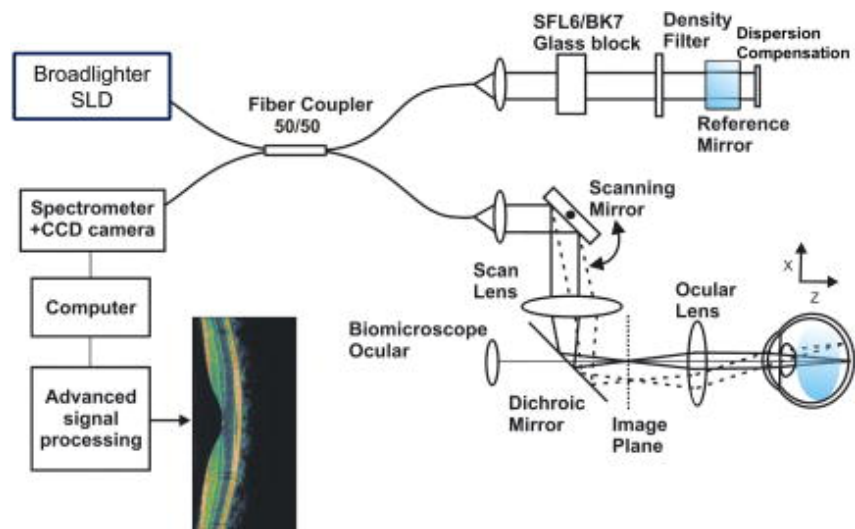 Broadlighter
SLD
Fiber Coupler
50/50
SFL6/BK7
Glass block
Density
Filter
Dispersion
Compensation
Reference
Mirror
Spectrometer
+CCD camera
Scanning
Mirror
Scan
Lens
Computer
X
Z
Ocular
Lens
Biomicroscope
Ocular
Advanced
signal
processing
Dichroic
Mirror
Image
Plane